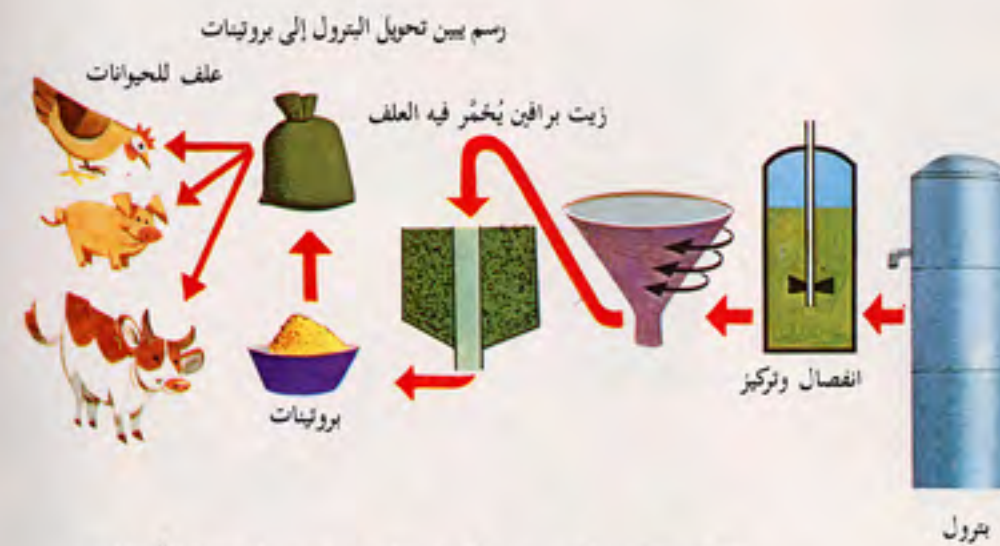 رسم يبين تحويل البترول إلى بروتينات
علف للحيوانات
زيت برافين يُخمَّر فيه العلف
انفصال وتركيز
بروتينات
بترول